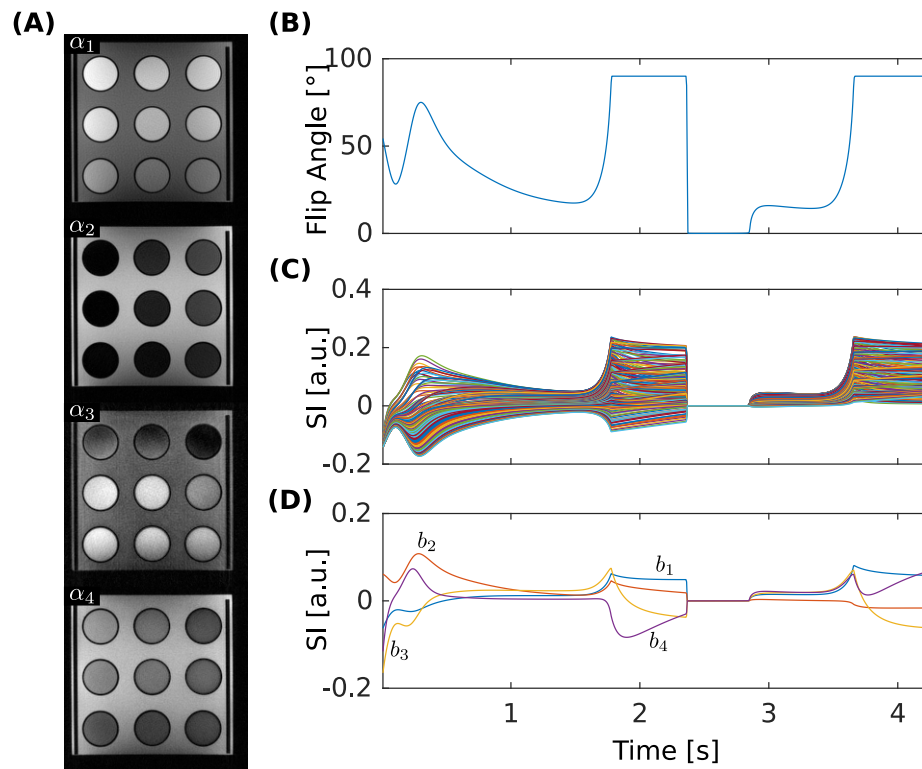 (A)
α1
α2
α3
α4
(B)
Flip Angle [°]
100
50
0
(C)
SI [a.u.]
0.4
0.2
0
-0.2
(D)
SI [a.u.]
0.2
0
-0.2
b2
b1
b3
b4
1
2
3
4
Time [s]